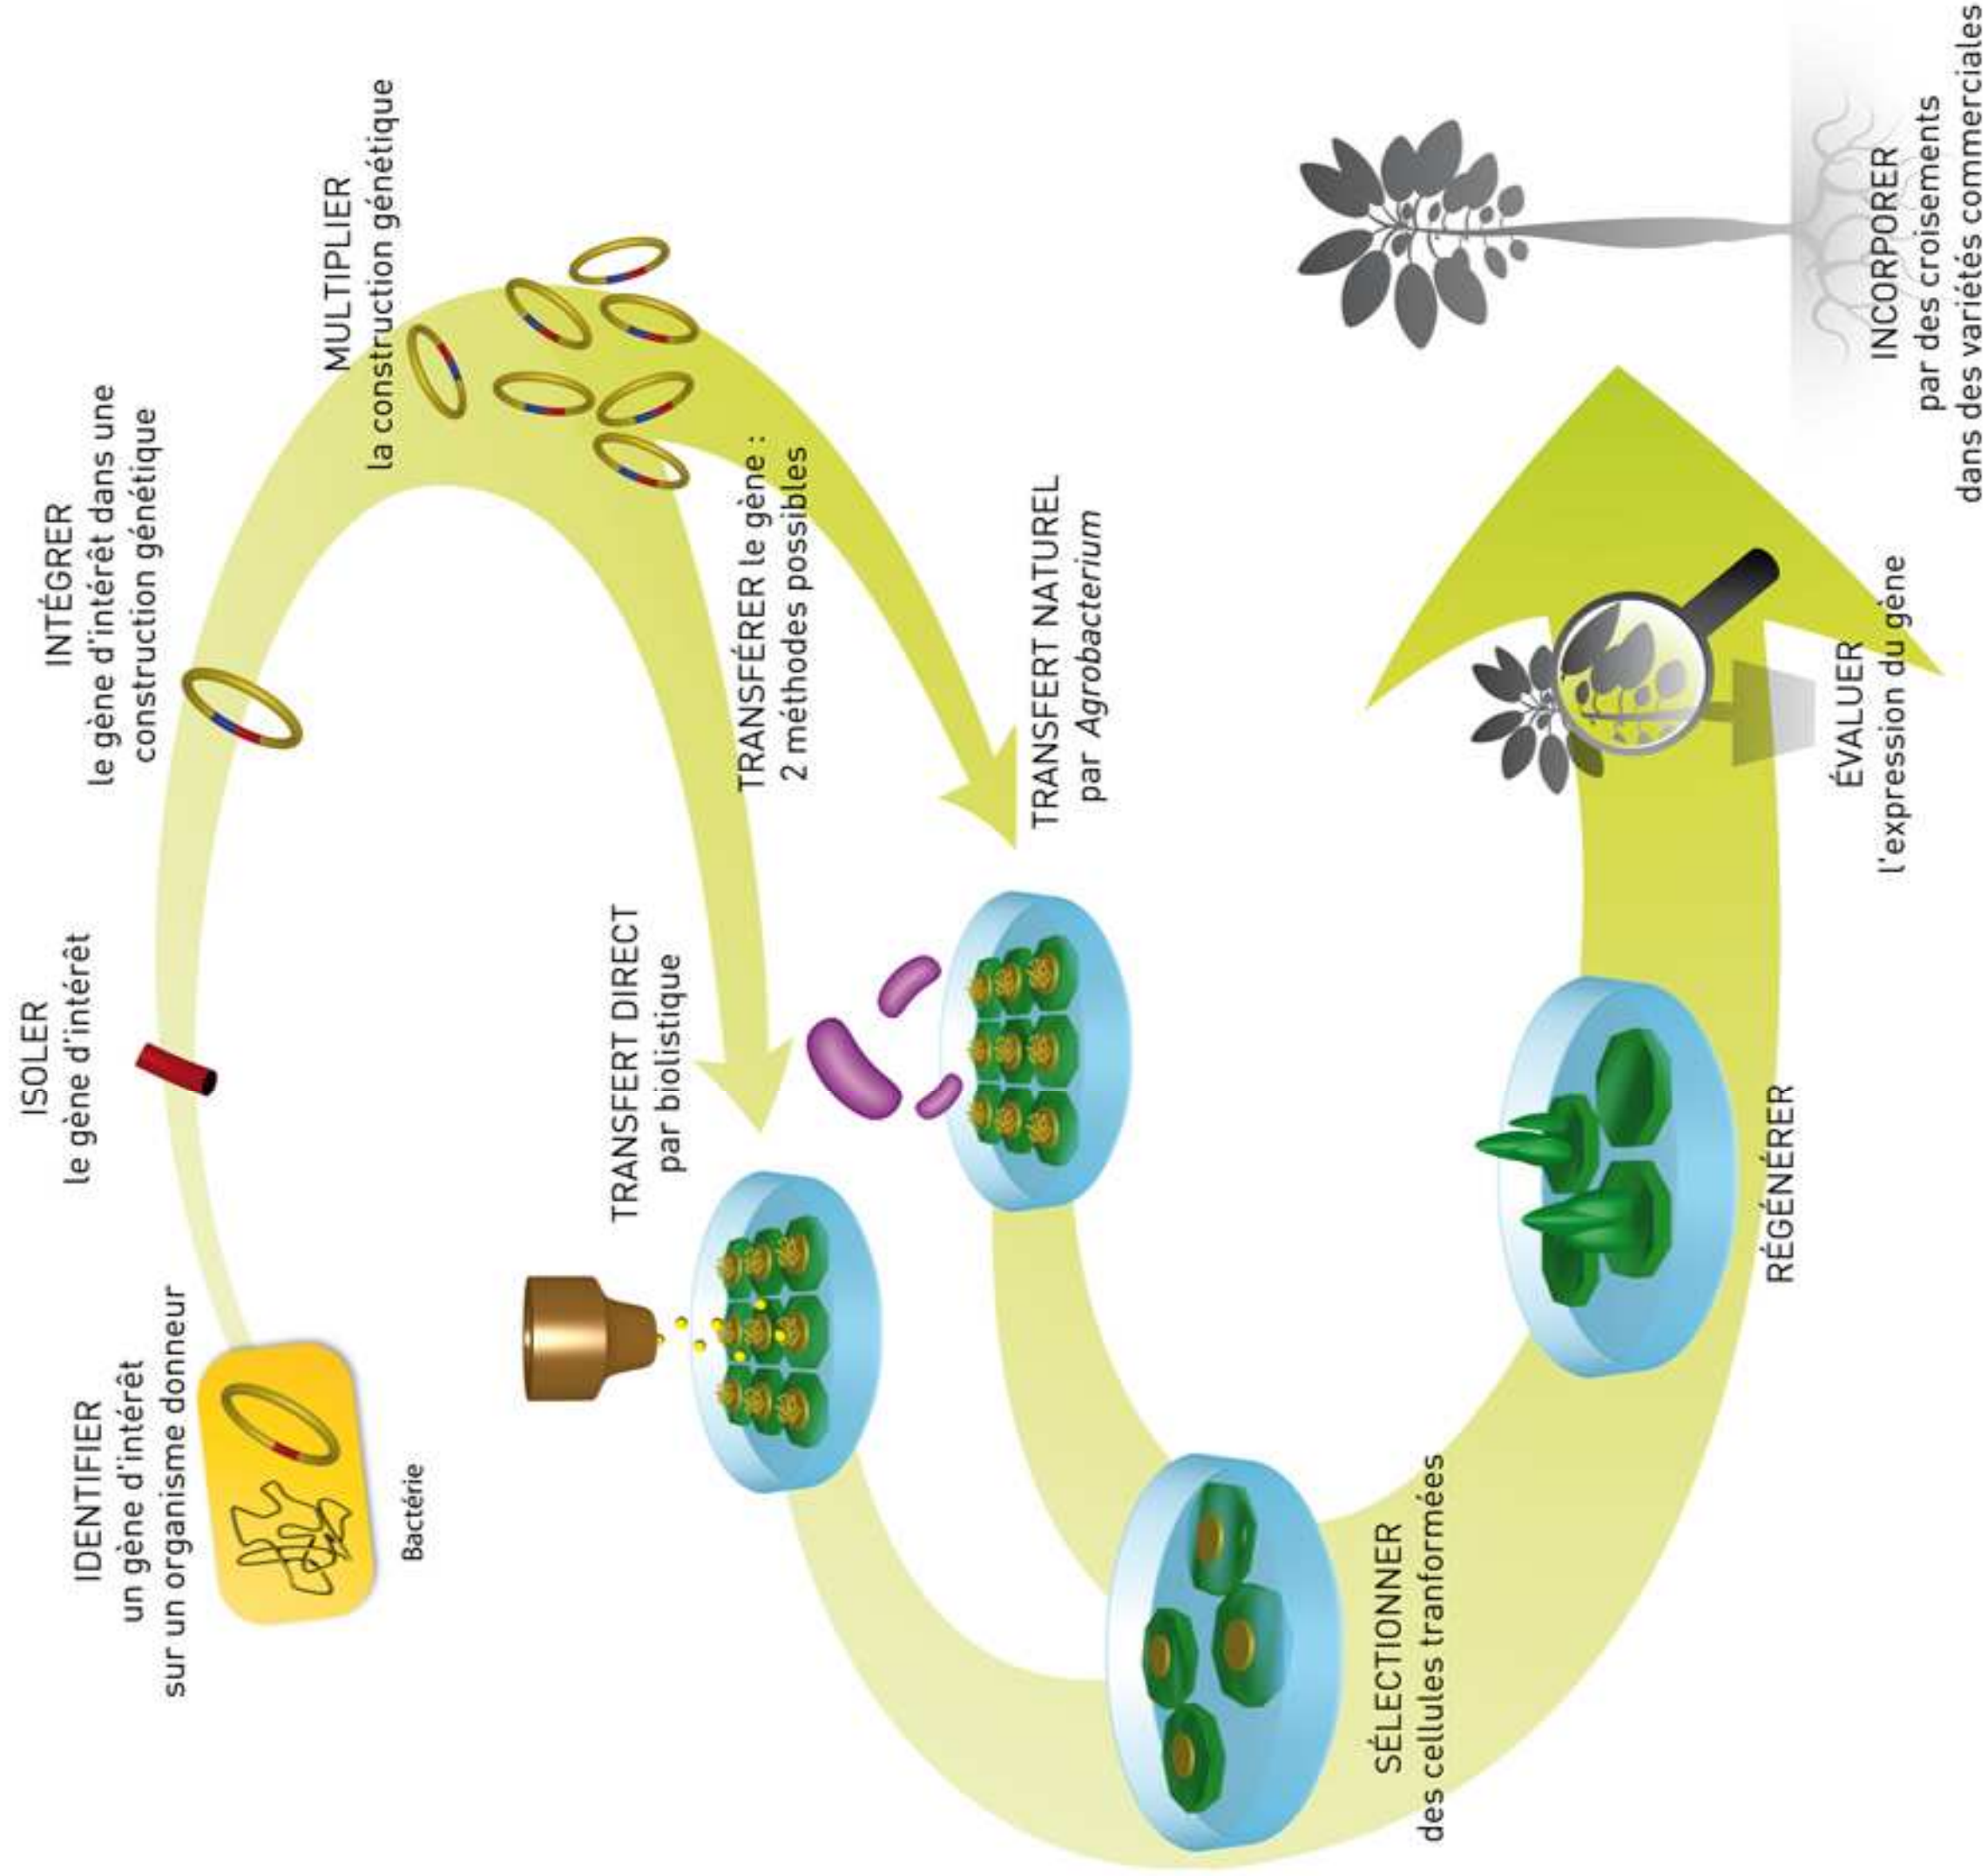 IDENTIFIER
un gène d'intérêt
sur un organisme donneur
Bactérie
ISOLER
le gène d'intérêt
INTÉGRER
le gène d'intérêt dans une
construction génétique
MULTIPLIER
la construction génétique
TRANSFÉRER le gène :
2 méthodes possibles
TRANSFERT DIRECT
par biolistique
TRANSFERT NATUREL
par Agrobacterium
SÉLECTIONNER
des cellules tranformées
RÉGÉNÉRER
ÉVALUER
l'expression du gène
INCORPORER
par des croisements
dans des variétés commerciales